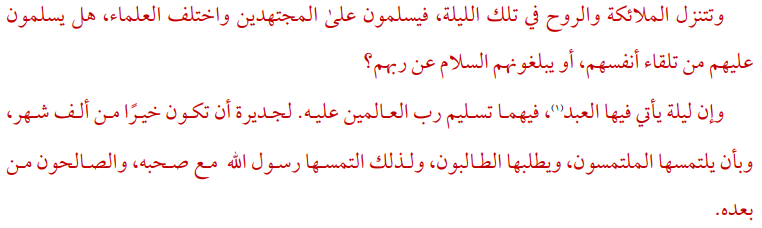 وتتنزل الملائكة والروح في تلك الليلة، فيسلمون علىٰ المجتهدين واختلف العلماء، هل يسلمون
عليهم من تلقاء أنفسهم، أو يبلغونهم السلام عن ربهم؟
وإن ليلة يأتي فيها العبد(١)، فيهما تسليم رب العالمين عليه. لجديرة أن تكون خيرًا من ألف شهر،
وبأن يلتمسها الملتمسون، ويطلبها الطالبون، ولذلك التمسها رسول الله مع صحبه، والصالحون من
بعده.